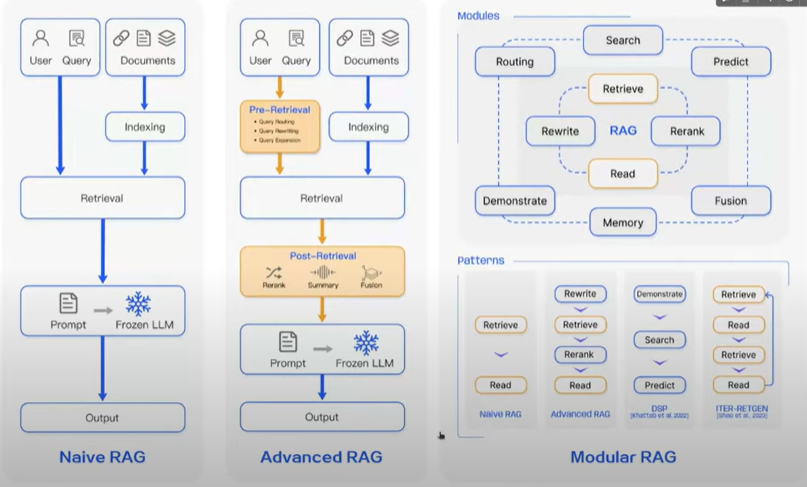 User Query
Documents
Indexing
Retrieval
Prompt
Frozen LLM
Output
Naive RAG
User Query
Documents
Pre-Retrieval
• Query Routing
• Query Rewriting
• Query Expansion
Indexing
Retrieval
Post-Retrieval
Rerank
Summary
Fusion
Prompt
Frozen LLM
Output
Advanced RAG
Modules
Routing
Search
Predict
Retrieve
Rewrite
RAG
Rerank
Read
Demonstrate
Memory
Fusion
Patterns
Retrieve
Read
Naive RAG
Rewrite
Retrieve
Rerank
Read
Advanced RAG
Demonstrate
Search
Predict
DSP
[Khattab et al. 2022]
Retrieve
Read
Retrieve
Read
ITER-RETGEN
[Shao et al. 2023]
Modular RAG